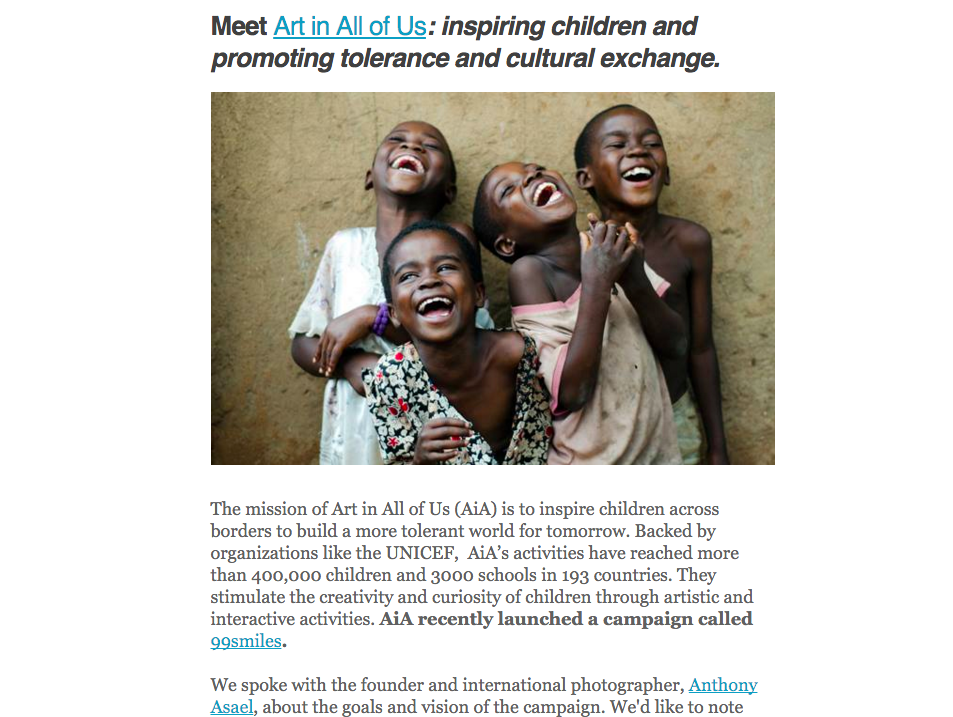 Meet Art in All of Us: inspiring children and
promoting tolerance and cultural exchange.
The mission of Art in All of Us (AiA) is to inspire children across
borders to build a more tolerant world for tomorrow. Backed by
organizations like the UNICEF,  AiA’s activities have reached more
than 400,000 children and 3000 schools in 193 countries. They
stimulate the creativity and curiosity of children through artistic and
interactive activities. AiA recently launched a campaign called
99smiles.
We spoke with the founder and international photographer, Anthony
Asael, about the goals and vision of the campaign. We'd like to note